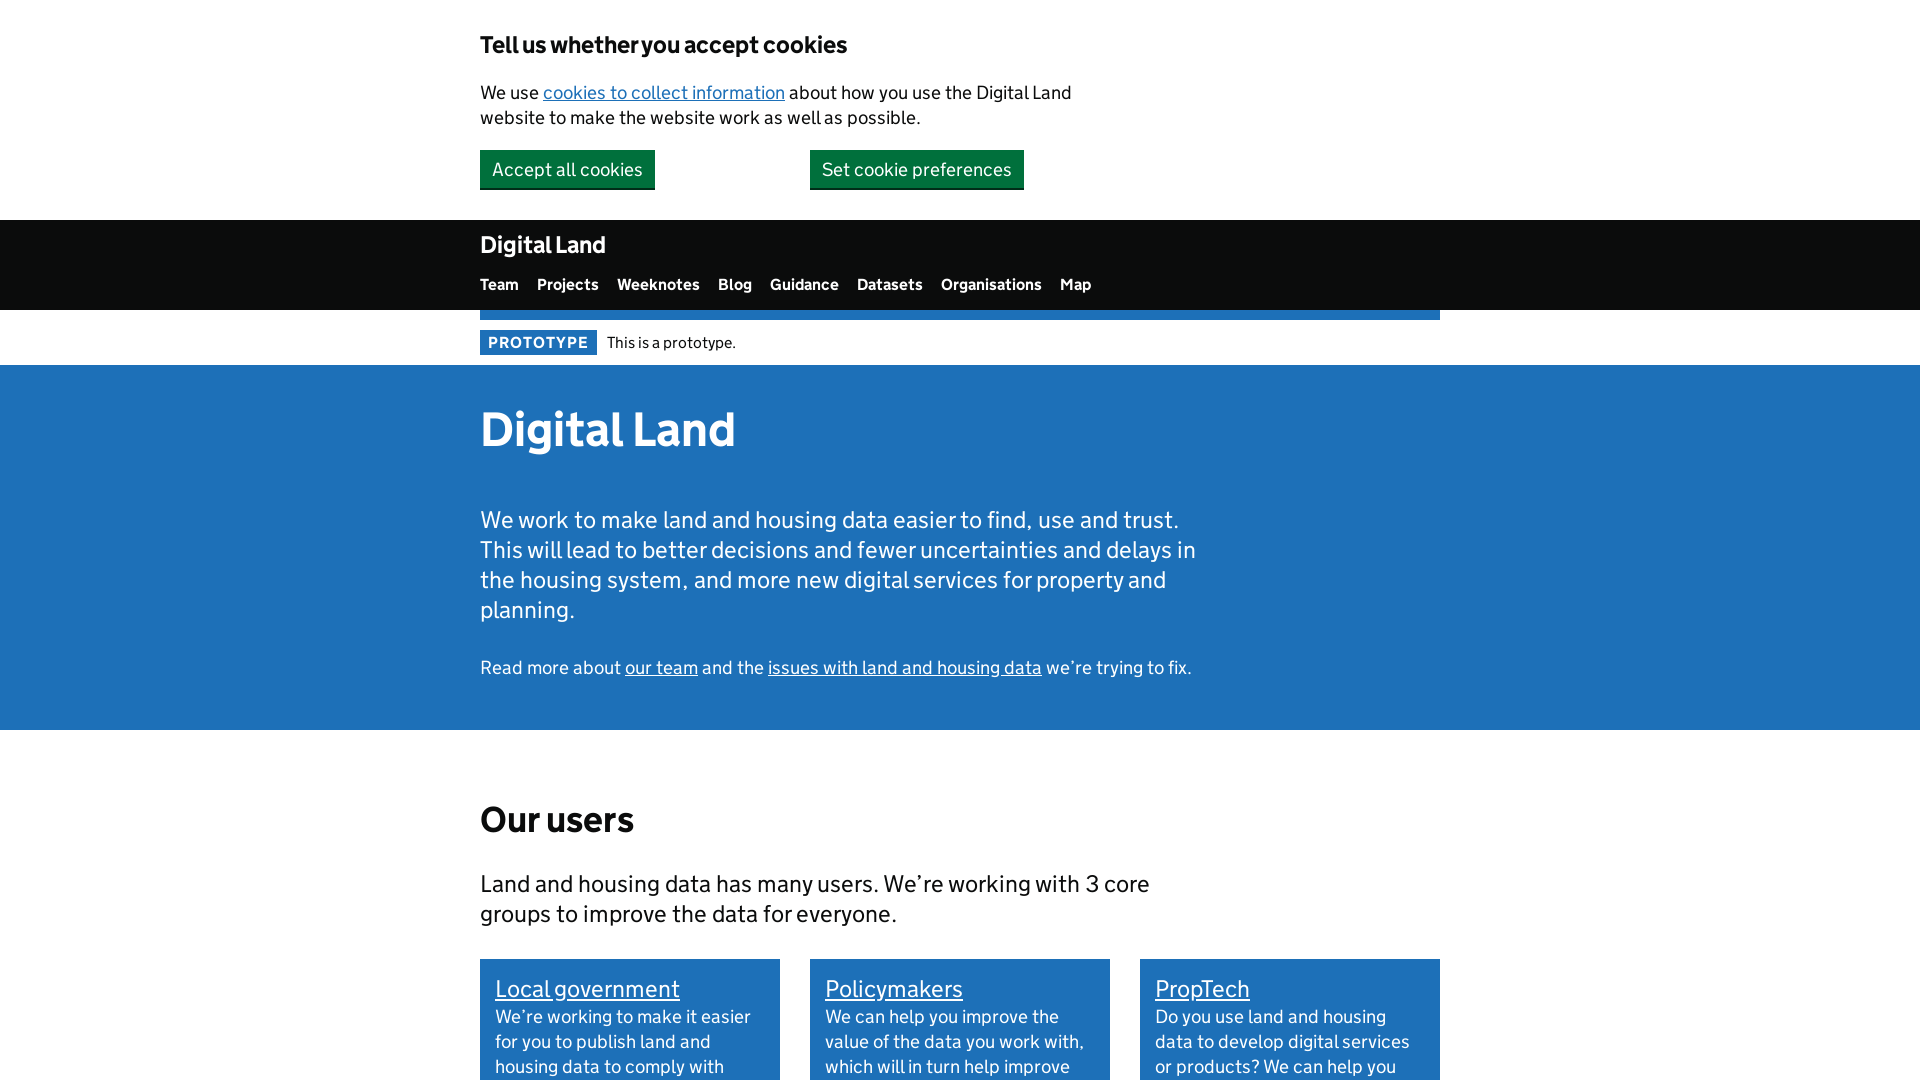 Tell us whether you accept cookies
We use cookies to collect information about how you use the Digital Land
website to make the website work as well as possible.
Accept all cookies
Set cookie preferences
Digital Land
Team Projects Weeknotes Blog Guidance Datasets Organisations Map
PROTOTYPE This is a prototype.
Digital Land
We work to make land and housing data easier to find, use and trust.
This will lead to better decisions and fewer uncertainties and delays in
the housing system, and more new digital services for property and
planning.
Read more about our team and the issues with land and housing data we’re trying to fix.
Our users
Land and housing data has many users. We’re working with 3 core
groups to improve the data for everyone.
Local government
We’re working to make it easier
for you to publish land and
housing data to comply with
Policymakers
We can help you improve the
value of the data you work with,
which will in turn help improve
PropTech
Do you use land and housing
data to develop digital services
or products? We can help you